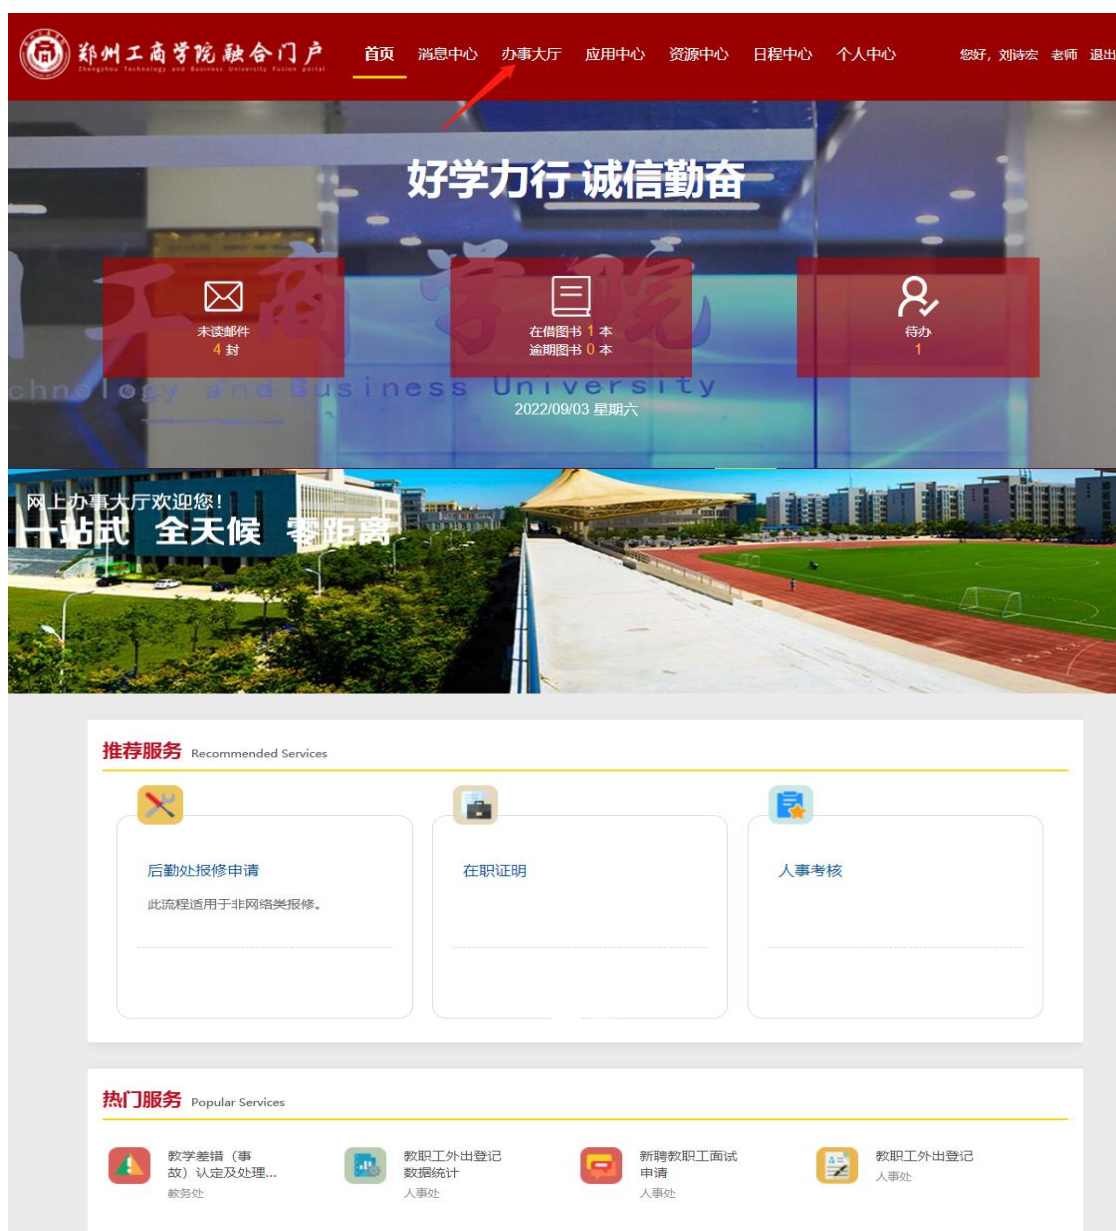 郑州工商学院融合门户
Zhengzhou Technology and Business University Fusion portal
首页 消息中心 办事大厅 应用中心 资源中心 日程中心 个人中心
您好, 刘诗宏 老师 退出
好学力行 诚信勤奋
工商学院
未读邮件
4 封
在借图书 1 本
逾期图书 0 本
待办
1
chnology and Business University
2022/09/03 星期六
网上办事大厅欢迎您!
一站式 全天候 零距离
推荐服务 Recommended Services
后勤处报修申请
此流程适用于非网络类报修。
在职证明
人事考核
热门服务 Popular Services
教学差错（事
故）认定及处理...
教务处
教职工外出登记
数据统计
人事处
新聘教职工面试
申请
人事处
教职工外出登记
人事处